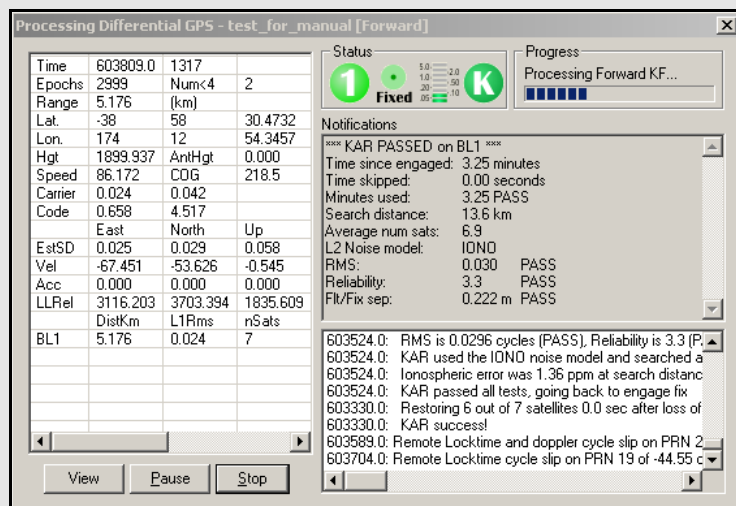 Processing Differential GPS - test_for_manual [Forward]
Time 603809.0 1317
Epochs 2999 Num<4 2
Range 5.176 (km)
Lat. -38 58 30.4732
Lon. 174 12 54.3457
Hgt 1899.937 AntHgt 0.000
Speed 86.172 COG 218.5
Carrier 0.024 0.042
Code 0.658 4.517
East North Up
EstSD 0.025 0.029 0.058
Vel -67.451 -53.626 -0.545
Acc 0.000 0.000 0.000
LLRel 3116.203 3703.394 1835.609
DistKm L1Rms nSats
BL1 5.176 0.024 7
View Pause Stop
Status
1 Fixed K
5.0 2.0
1.0 .50
.20 .10
.05
Progress
Processing Forward KF...
Notifications
*** KAR PASSED on BL1 ***
Time since engaged: 3.25 minutes
Time skipped: 0.00 seconds
Minutes used: 3.25 PASS
Search distance: 13.6 km
Average num sats: 6.9
L2 Noise model: IONO
RMS: 0.030 PASS
Reliability: 3.3 PASS
Flt/Fix sep: 0.222 m PASS
603524.0: RMS is 0.0296 cycles (PASS), Reliability is 3.3 (P
603524.0: KAR used the IONO noise model and searched a
603524.0: Ionospheric error was 1.36 ppm at search distanc
603524.0: KAR passed all tests, going back to engage fix
603330.0: Restoring 6 out of 7 satellites 0.0 sec after loss of
603330.0: KAR success!
603589.0: Remote Locktime and doppler cycle slip on PRN 2
603704.0: Remote Locktime cycle slip on PRN 19 of -44.55 c